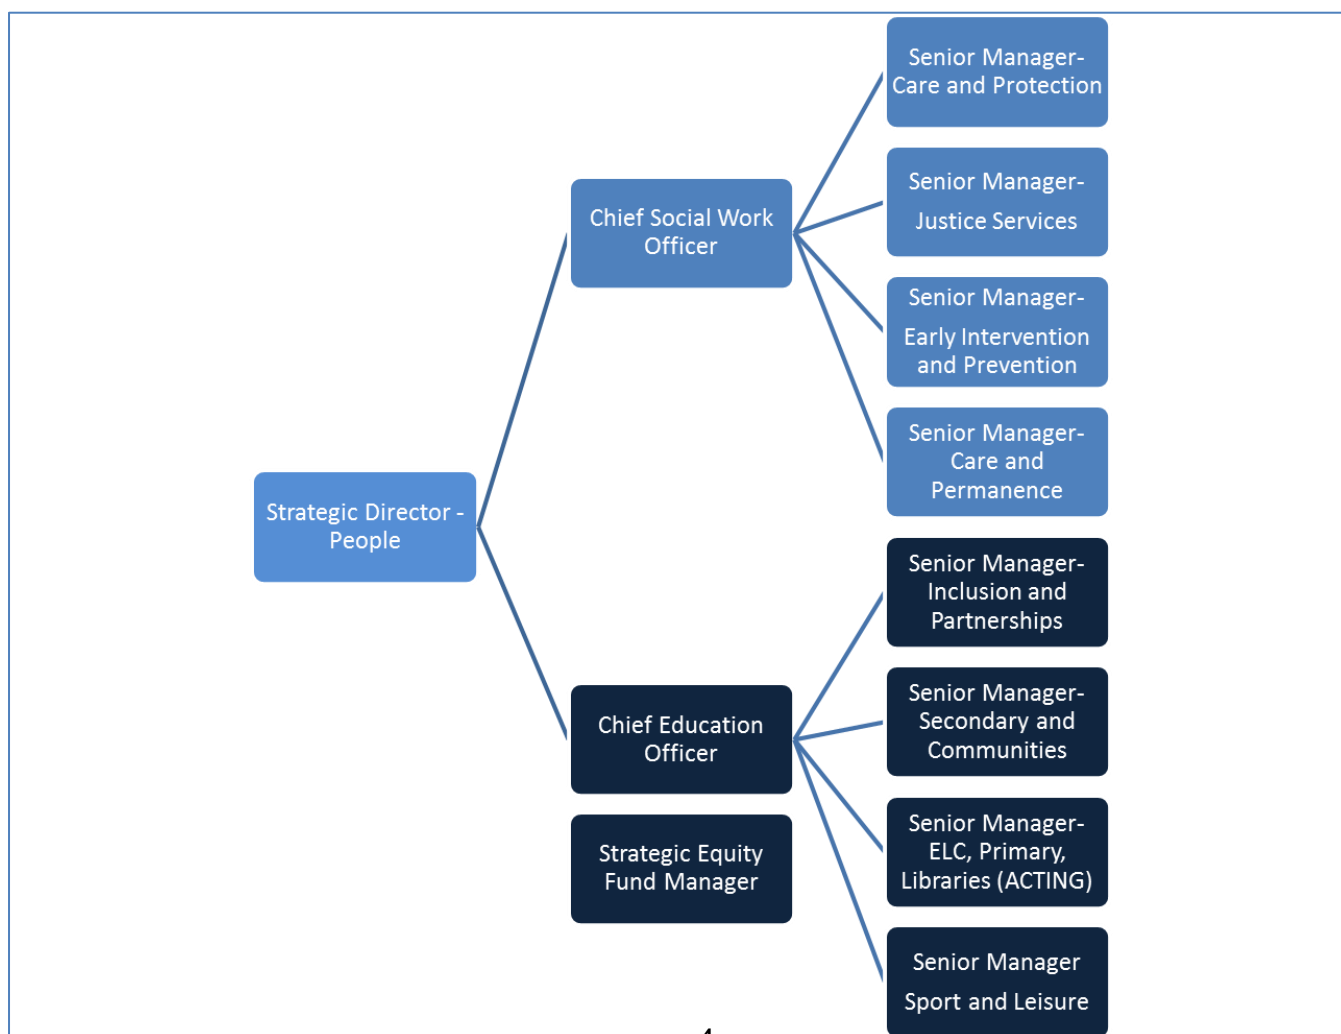 Senior Manager-
Care and Protection
Senior Manager-
Justice Services
Chief Social Work
Officer
Senior Manager-
Early Intervention
and Prevention
Senior Manager-
Care and
Permanence
Strategic Director -
People
Senior Manager-
Inclusion and
Partnerships
Senior Manager-
Secondary and
Communities
Chief Education
Officer
Senior Manager-
ELC, Primary,
Libraries (ACTING)
Strategic Equity
Fund Manager
Senior Manager
Sport and Leisure